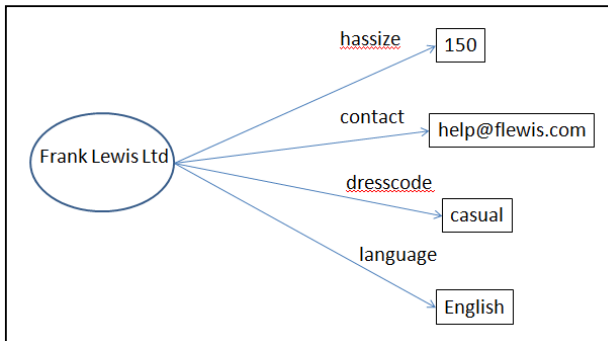 hassize
150
contact
help@flewis.com
Frank Lewis Ltd
dresscode
casual
language
English